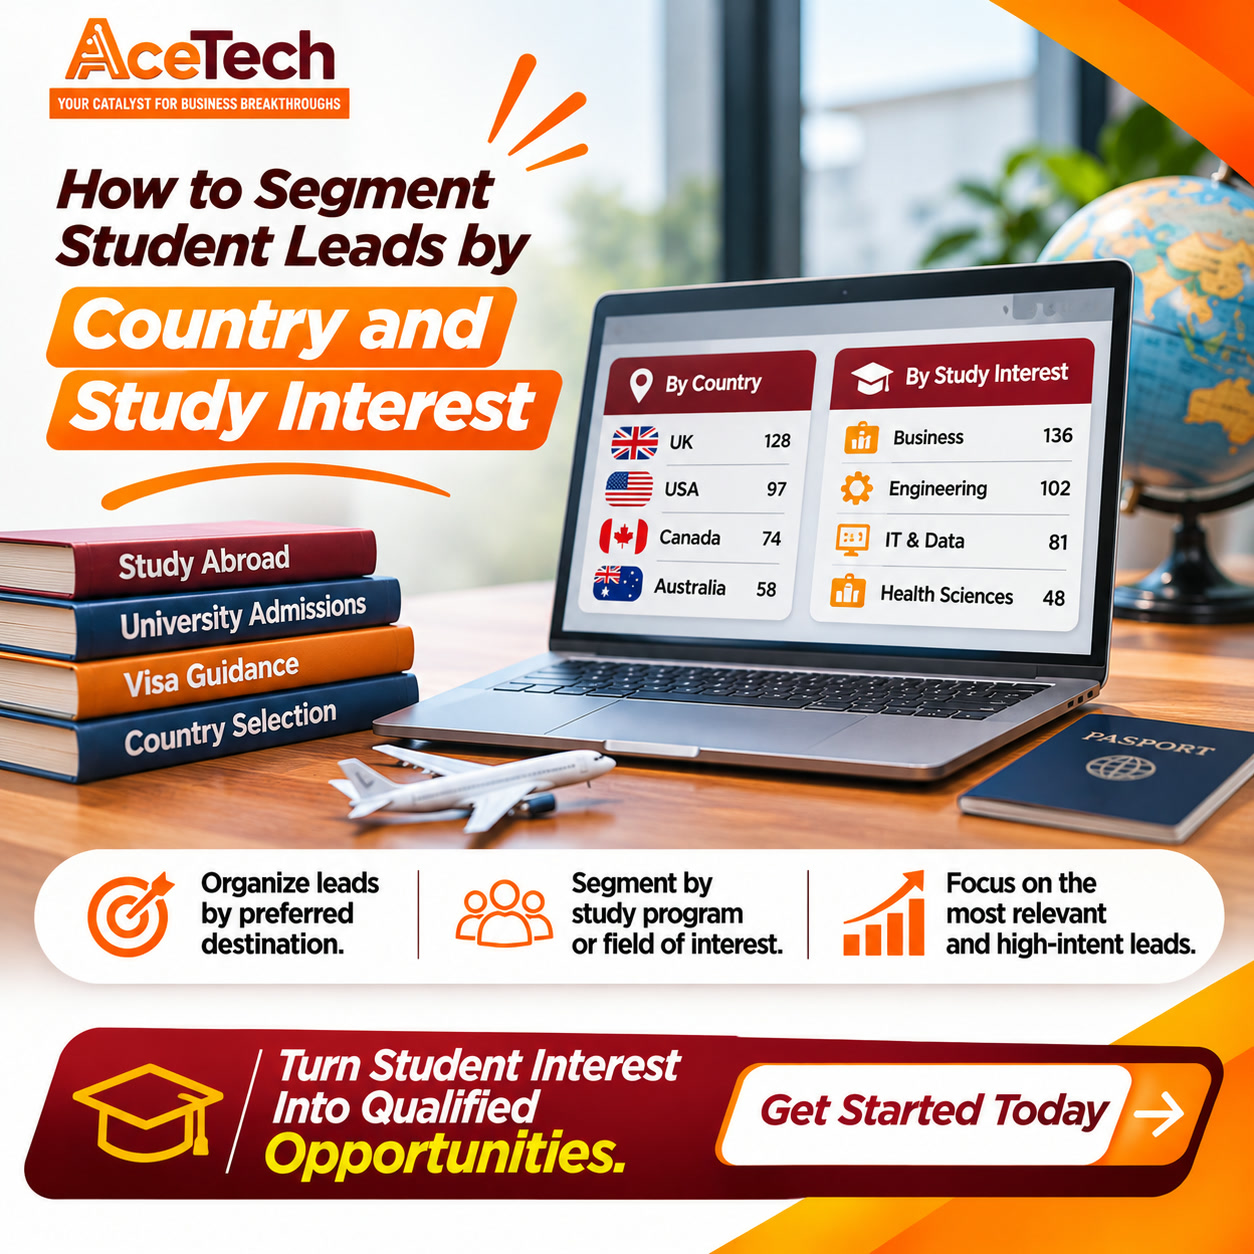 AceTech
YOUR CATALYST FOR BUSINESS BREAKTHROUGHS
How to Segment
Student Leads by
Country and
Study Interest
By Country
UK 128
USA 97
Canada 74
Australia 58
By Study Interest
Business 136
Engineering 102
IT & Data 81
Health Sciences 48
Study Abroad
University Admissions
Visa Guidance
Country Selection
PASPORT
Organize leads
by preferred
destination.
Segment by
study program
or field of interest.
Focus on the
most relevant
and high-intent leads.
Turn Student Interest
Into Qualified
Opportunities.
Get Started Today